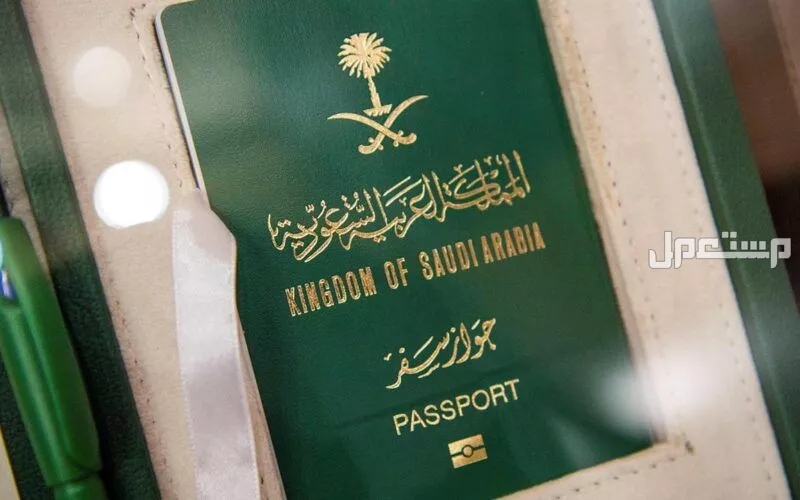 المملكة العربية السعودية
KINGDOM OF SAUDI ARABIA
جواز سفر
PASSPORT
مستعمل